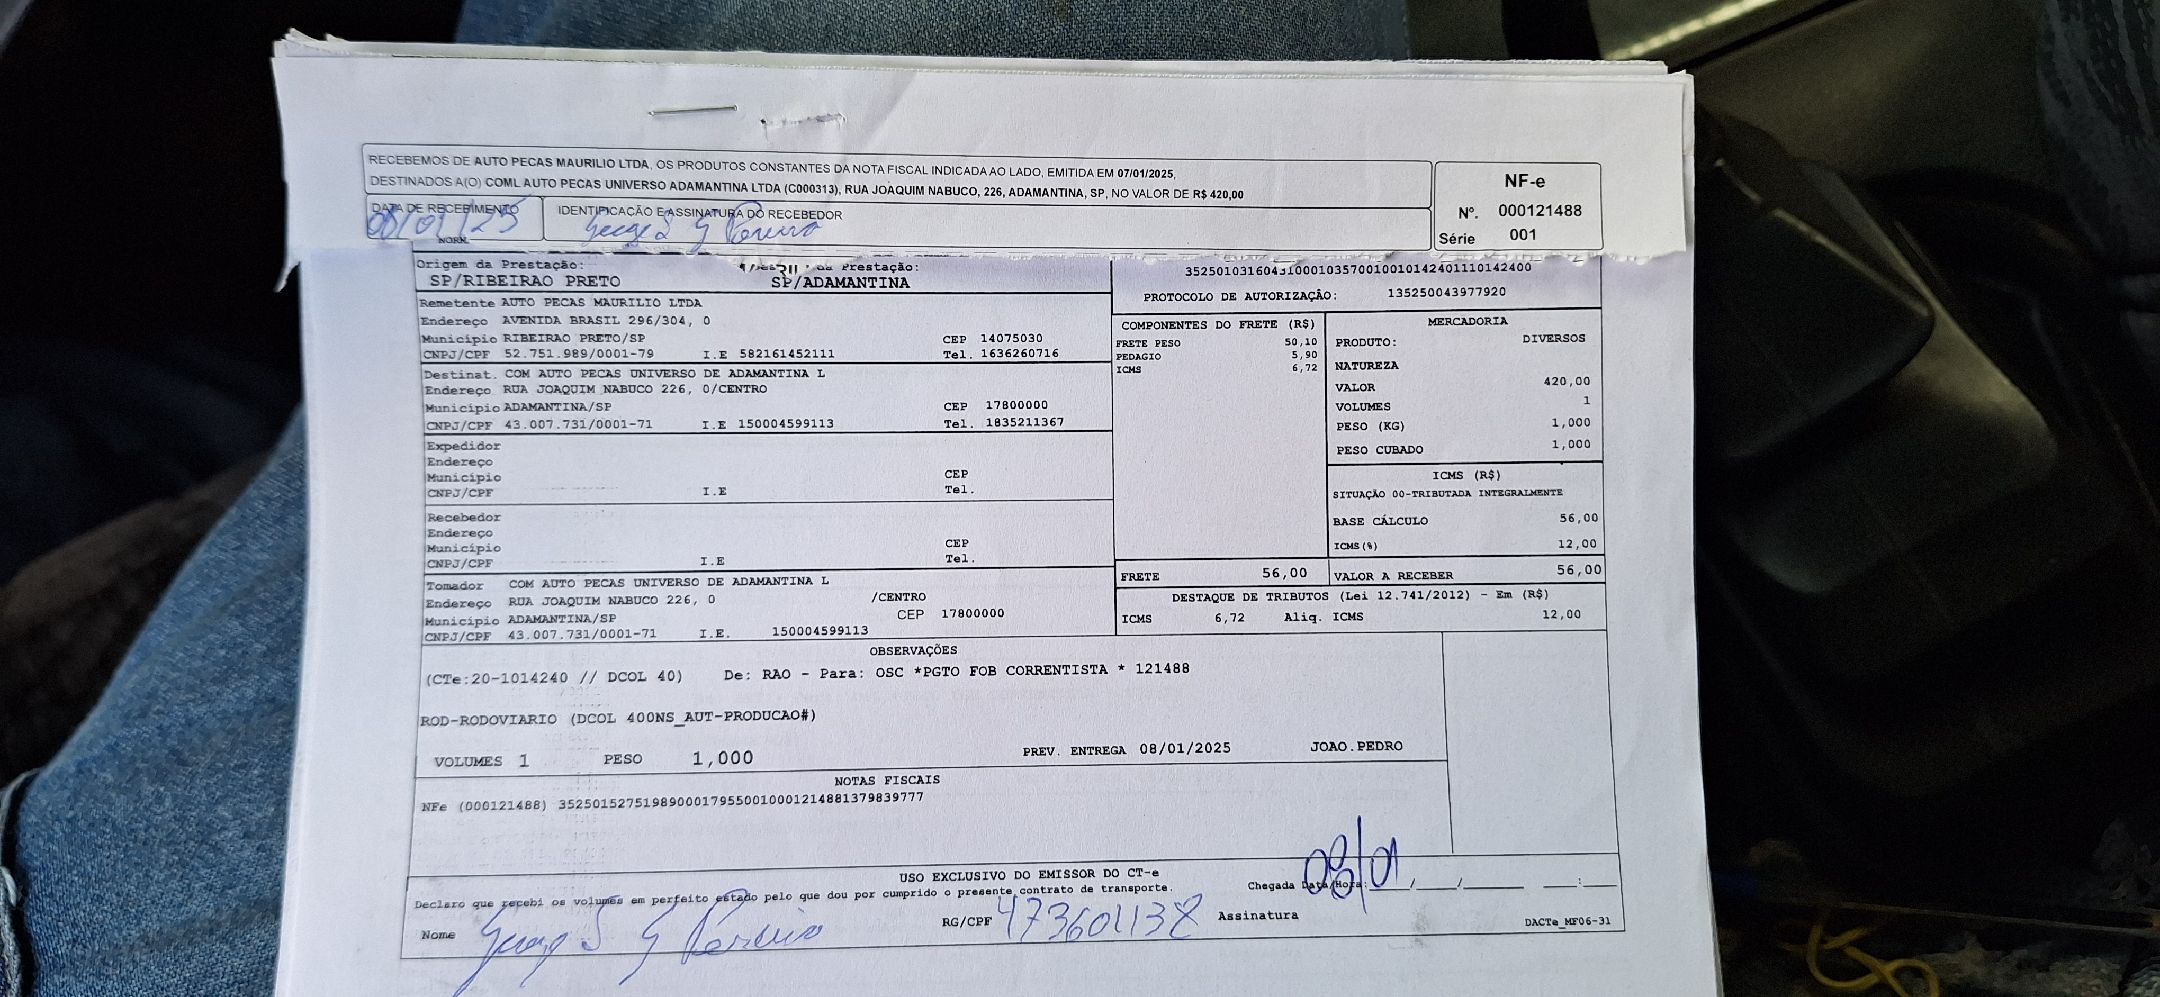 RECEBEMOS DE AUTO PECAS MAURILIO LTDA, OS PRODUTOS CONSTANTES DA NOTA FISCAL INDICADA AO LADO, EMITIDA EM 07/01/2025,
DESTINADOS A(O) COML AUTO PECAS UNIVERSO ADAMANTINA LTDA (C000313), RUA JOAQUIM NABUCO, 226, ADAMANTINA, SP, NO VALOR DE R$ 420,00
DATA DE RECEBIMENTO
08/01/25
IDENTIFICAÇÃO E ASSINATURA DO RECEBEDOR
NF-e
Nº. 000121488
Série 001
Origem da Prestação:
SP/RIBEIRAO PRETO
Prestação:
SP/ADAMANTINA
PROTOCOLO DE AUTORIZAÇÃO: 135250043977920
Remetente AUTO PECAS MAURILIO LTDA
Endereço AVENIDA BRASIL 296/304, 0
Município RIBEIRAO PRETO/SP CEP 14075030
CNPJ/CPF 52.751.989/0001-79 I.E 582161452111 Tel. 1636260716
Destinat. COM AUTO PECAS UNIVERSO DE ADAMANTINA L
Endereço RUA JOAQUIM NABUCO 226, 0/CENTRO
Município ADAMANTINA/SP CEP 17800000
CNPJ/CPF 43.007.731/0001-71 I.E 150004599113 Tel. 1835211367
Expedidor
Endereço
Município CEP
CNPJ/CPF I.E Tel.
Recebedor
Endereço
Município CEP
CNPJ/CPF I.E Tel.
Tomador COM AUTO PECAS UNIVERSO DE ADAMANTINA L
Endereço RUA JOAQUIM NABUCO 226, 0 /CENTRO
Município ADAMANTINA/SP CEP 17800000
CNPJ/CPF 43.007.731/0001-71 I.E. 150004599113
COMPONENTES DO FRETE (R$)
FRETE PESO 50,10
PEDAGIO 5,90
ICMS 6,72
FRETE 56,00
MERCADORIA
PRODUTO: DIVERSOS
NATUREZA
VALOR 420,00
VOLUMES 1
PESO (KG) 1,000
PESO CUBADO 1,000
ICMS (R$)
SITUAÇÃO 00-TRIBUTADA INTEGRALMENTE
BASE CÁLCULO 56,00
ICMS(%) 12,00
VALOR A RECEBER 56,00
DESTAQUE DE TRIBUTOS (Lei 12.741/2012) - Em (R$)
ICMS 6,72 Aliq. ICMS 12,00
OBSERVAÇÕES
(CTe:20-1014240 // DCOL 40) De: RAO - Para: OSC *PGTO FOB CORRENTISTA * 121488
ROD-RODOVIARIO (DCOL 400NS_AUT-PRODUCAO#)
VOLUMES 1 PESO 1,000 PREV. ENTREGA 08/01/2025 JOAO.PEDRO
NOTAS FISCAIS
NFe (000121488) 35250152751989000179550010001214881379839777
USO EXCLUSIVO DO EMISSOR DO CT-e
Declaro que recebi os volumes em perfeito estado pelo que dou por cumprido o presente contrato de transporte.
Chegada Data/Hora: 08/01
Nome
RG/CPF 473601138
Assinatura
DACTe_MF06-31